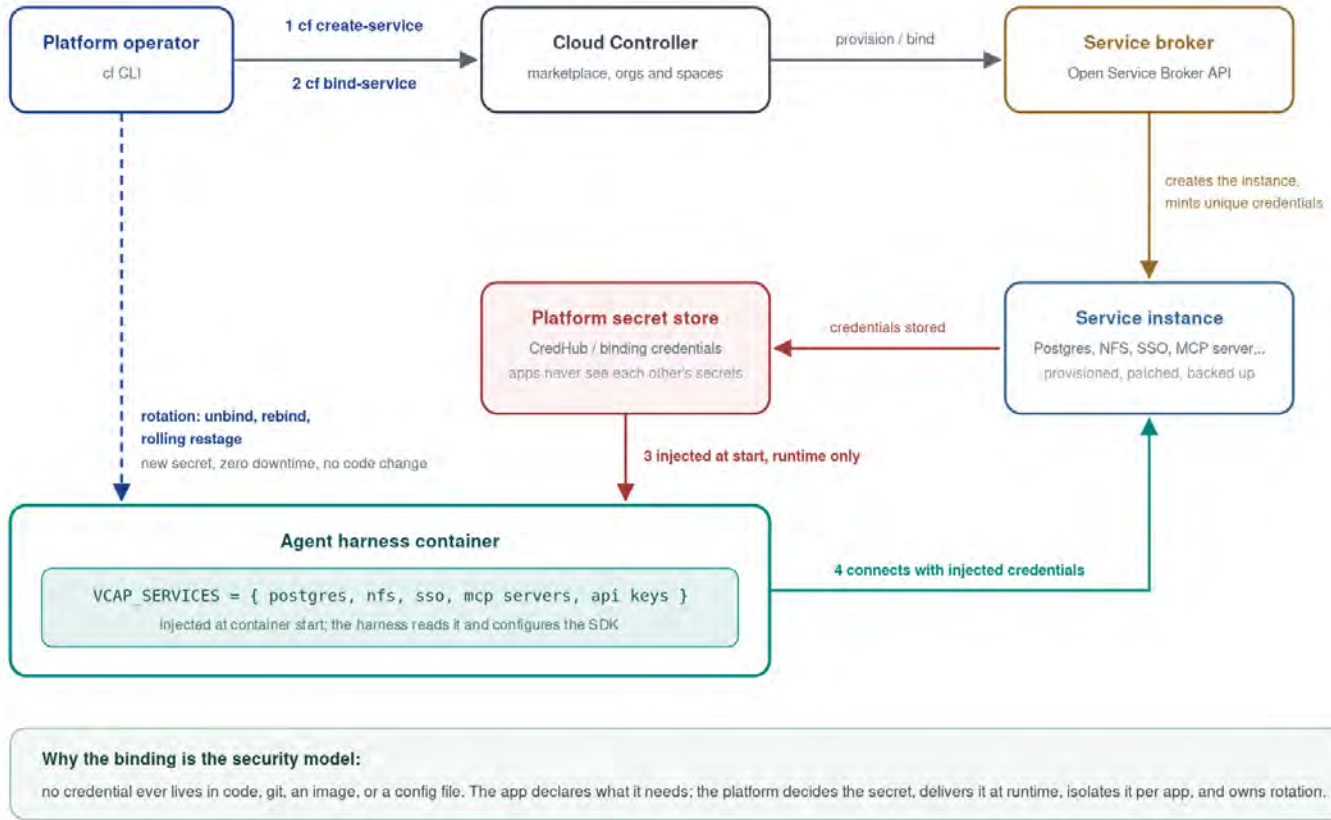 Platform operator
cf CLI
1 cf create-service
2 cf bind-service
Cloud Controller
marketplace, orgs and spaces
provision / bind
Service broker
Open Service Broker API
creates the instance,
mints unique credentials
Platform secret store
CredHub / binding credentials
apps never see each other's secrets
credentials stored
Service instance
Postgres, NFS, SSO, MCP server...
provisioned, patched, backed up
rotation: unbind, rebind,
rolling restage
new secret, zero downtime, no code change
3 injected at start, runtime only
Agent harness container
VCAP_SERVICES = { postgres, nfs, sso, mcp servers, api keys }
injected at container start; the harness reads it and configures the SDK
4 connects with injected credentials
Why the binding is the security model:
no credential ever lives in code, git, an image, or a config file. The app declares what it needs; the platform decides the secret, delivers it at runtime, isolates it per app, and owns rotation.